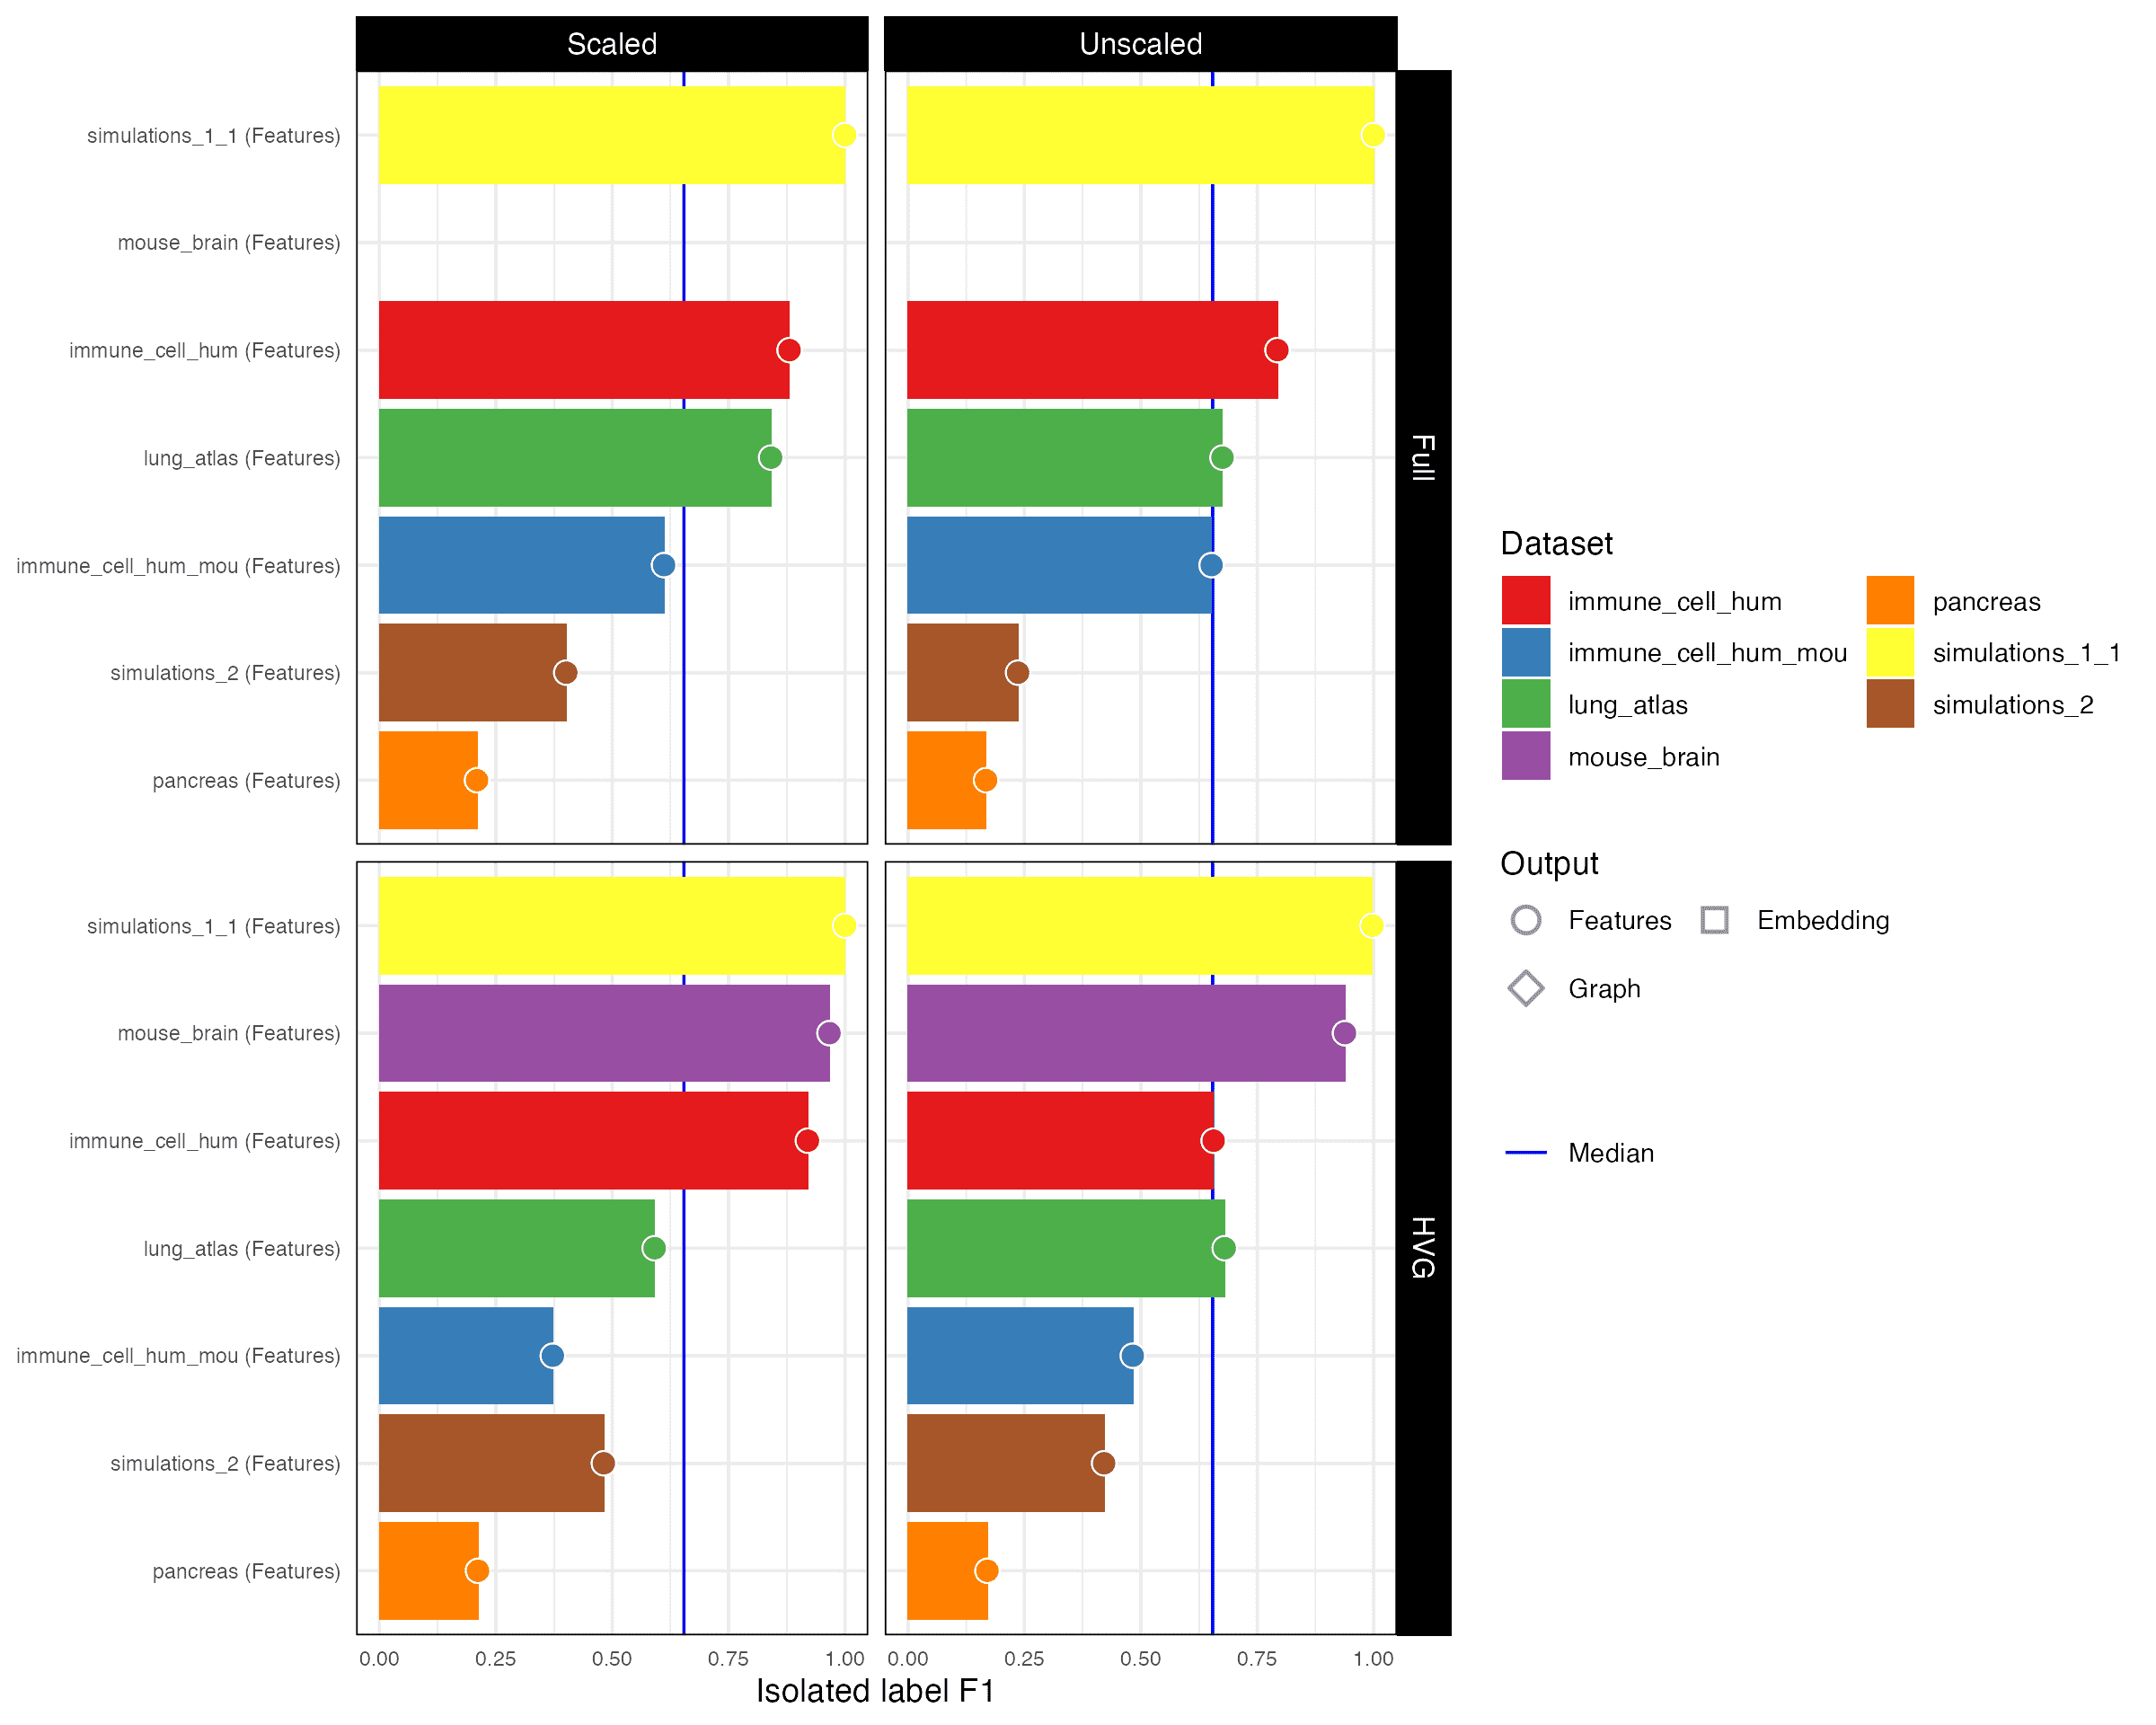 Scaled
Unscaled
simulations_1_1 (Features)
mouse_brain (Features)
immune_cell_hum (Features)
lung_atlas (Features)
immune_cell_hum_mou (Features)
simulations_2 (Features)
pancreas (Features)
Full
simulations_1_1 (Features)
mouse_brain (Features)
immune_cell_hum (Features)
lung_atlas (Features)
immune_cell_hum_mou (Features)
simulations_2 (Features)
pancreas (Features)
HVG
0.00 0.25 0.50 0.75 1.00
0.00 0.25 0.50 0.75 1.00
Isolated label F1
Dataset
immune_cell_hum
immune_cell_hum_mou
lung_atlas
mouse_brain
pancreas
simulations_1_1
simulations_2
Output
Features
Embedding
Graph
Median